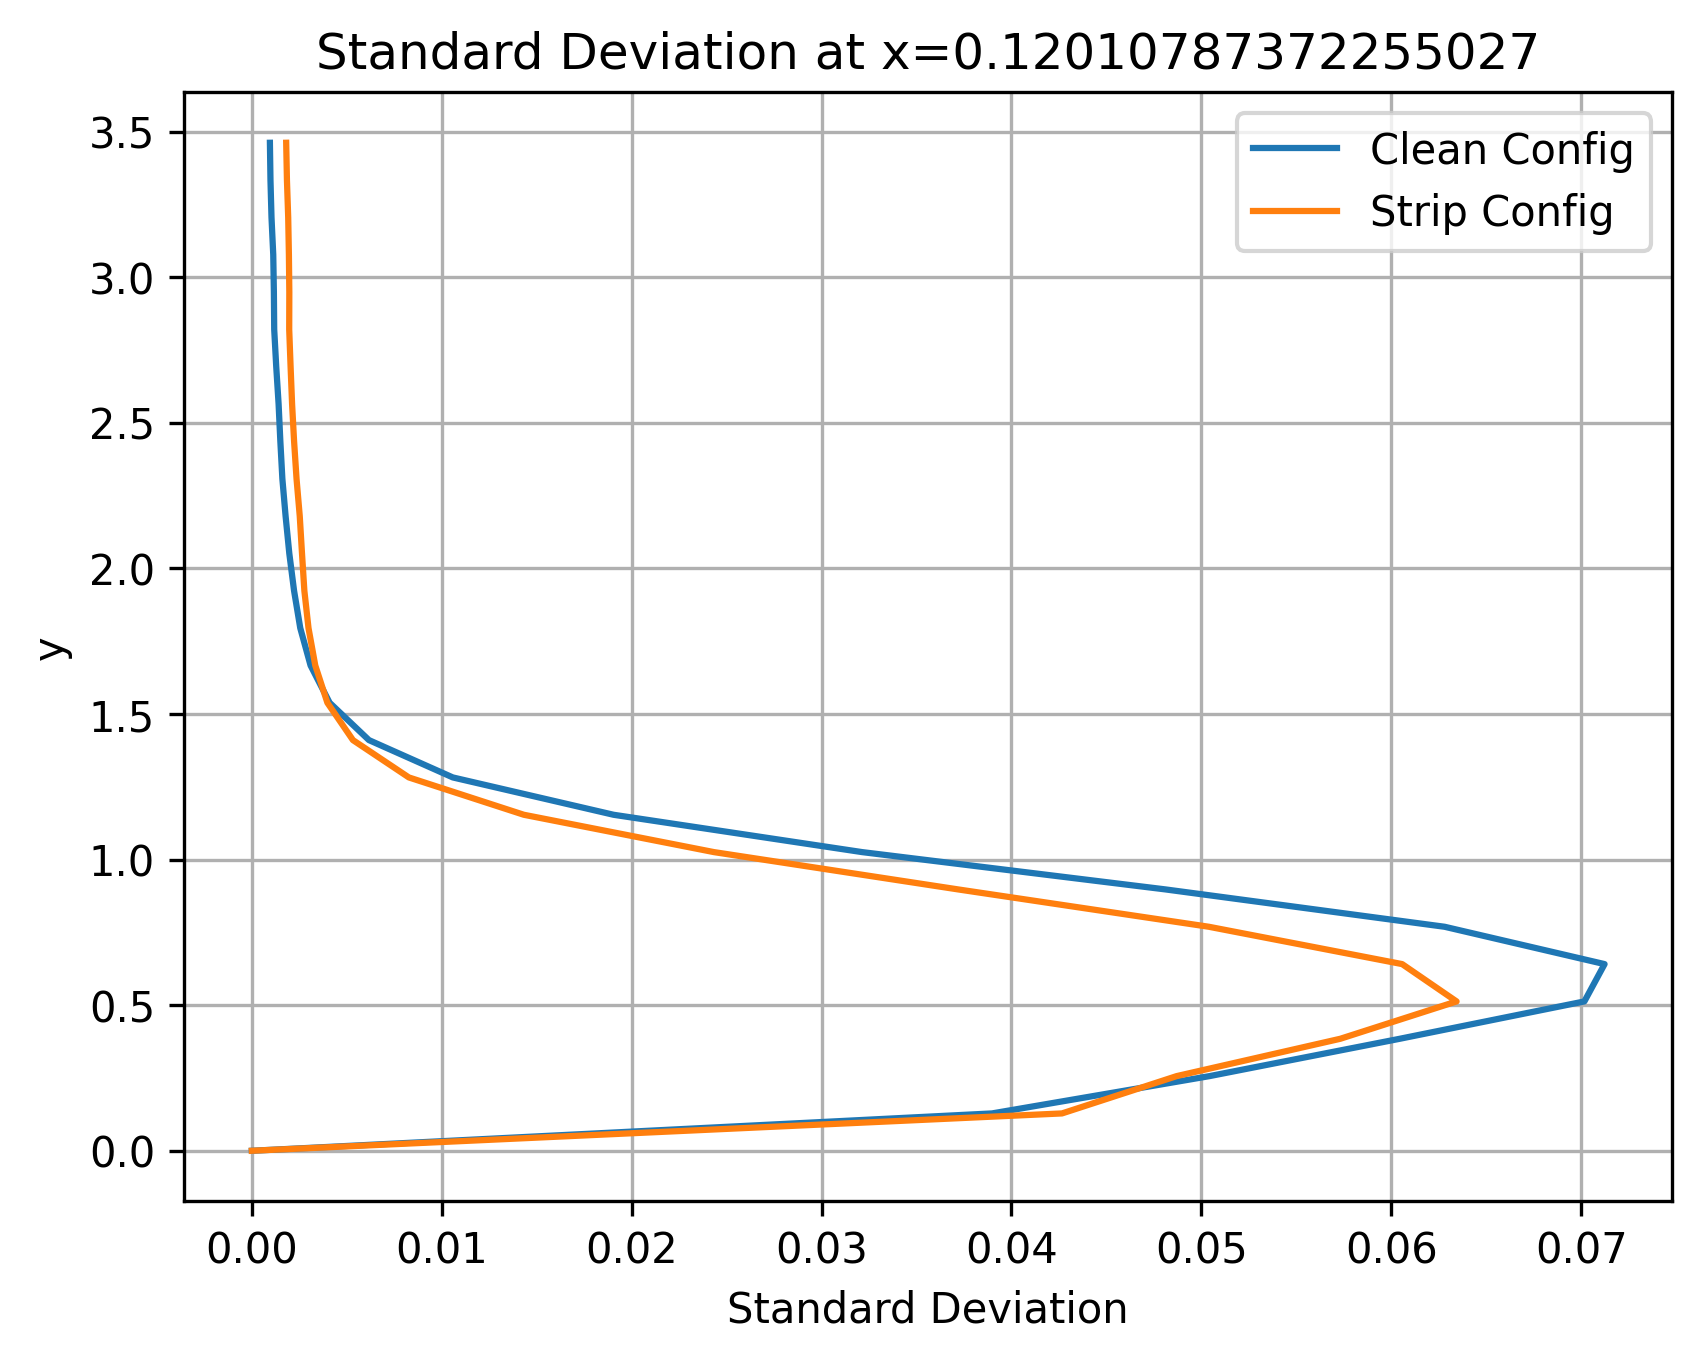 Standard Deviation at x=0.12010787372255027
Clean Config
Strip Config
3.5
3.0
2.5
2.0
1.5
1.0
0.5
0.0
y
0.00 0.01 0.02 0.03 0.04 0.05 0.06 0.07
Standard Deviation